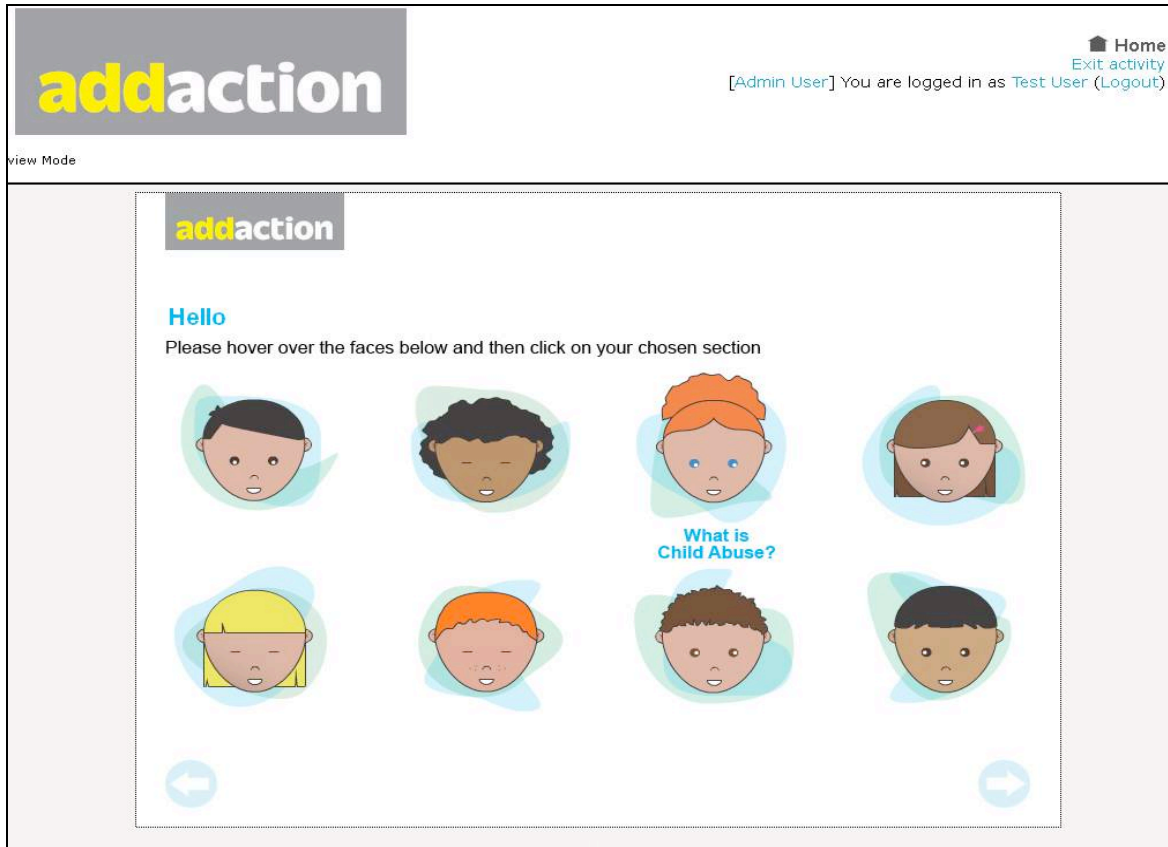 addaction
Home
Exit activity
[Admin User] You are logged in as Test User (Logout)
view Mode
addaction
Hello
Please hover over the faces below and then click on your chosen section
What is
Child Abuse?